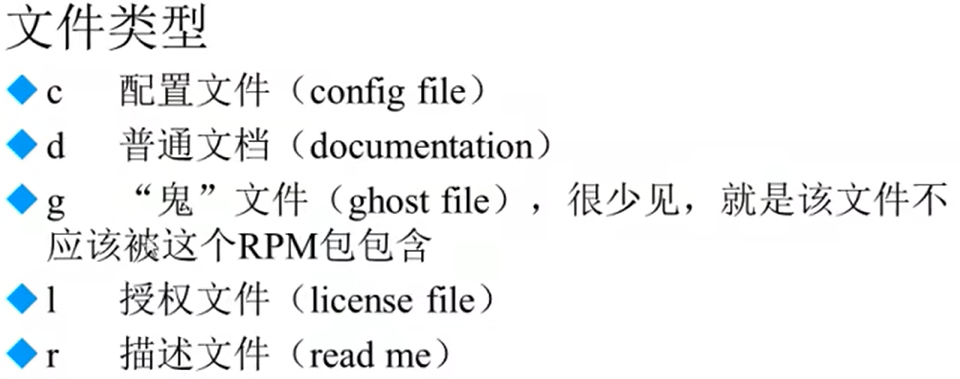 文件类型
c 配置文件（config file）
d 普通文档（documentation）
g “鬼”文件（ghost file），很少见，就是该文件不
应该被这个RPM包包含
l 授权文件（license file）
r 描述文件（read me）